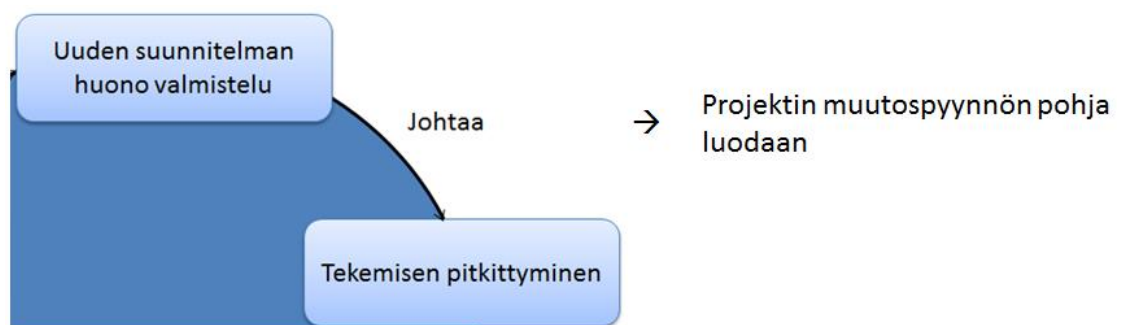 Uuden suunnitelman
huono valmistelu
Johtaa
→ Projektin muutospyynnön pohja
luodaan
Tekemisen pitkittyminen